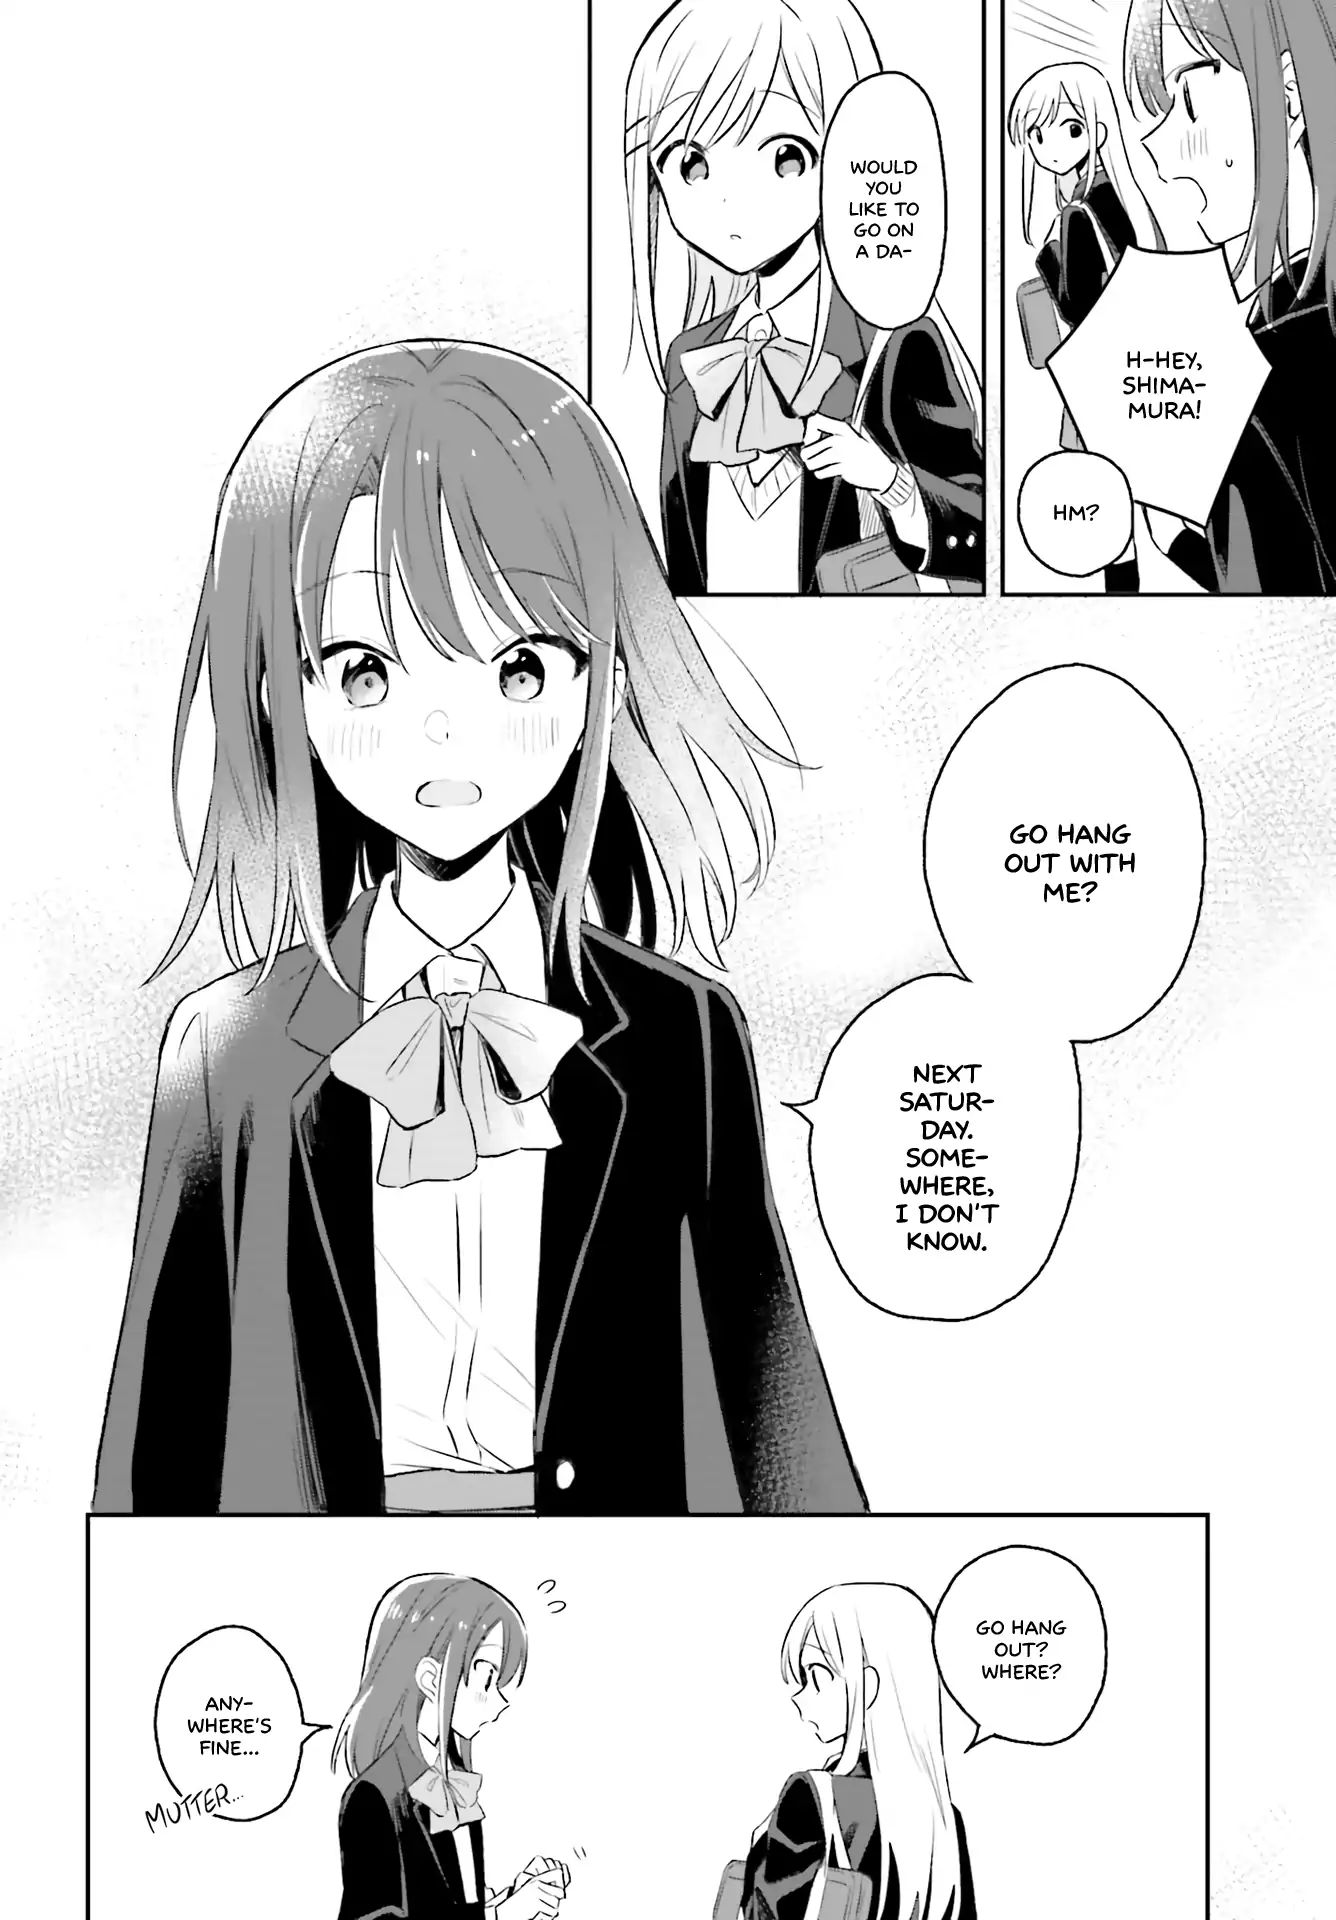 H-HEY,
SHIMA-
MURA!
HM?
WOULD
YOU
LIKE TO
GO ON
A DA-
GO HANG
OUT WITH
ME?
NEXT
SATUR-
DAY.
SOME-
WHERE,
I DON'T
KNOW.
GO HANG
OUT?
WHERE?
ANY-
WHERE'S
FINE...
MUTTER...